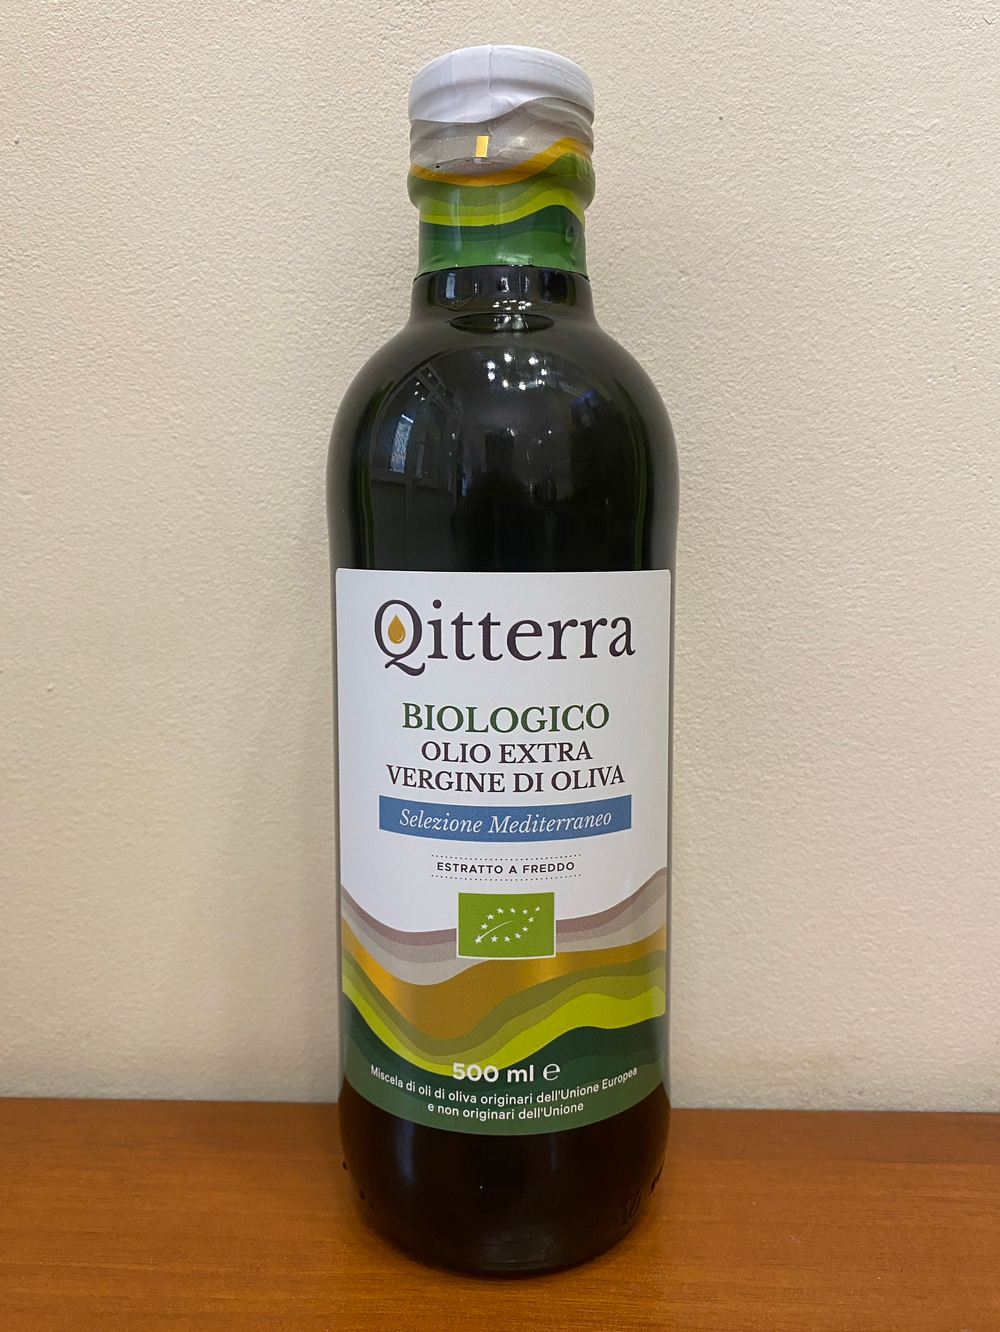 Qitterra
BIOLOGICO
OLIO EXTRA
VERGINE DI OLIVA
Selezione Mediterraneo
ESTRATTO A FREDDO
500 ml ℮
Miscela di oli di oliva originari dell'Unione Europea
e non originari dell'Unione